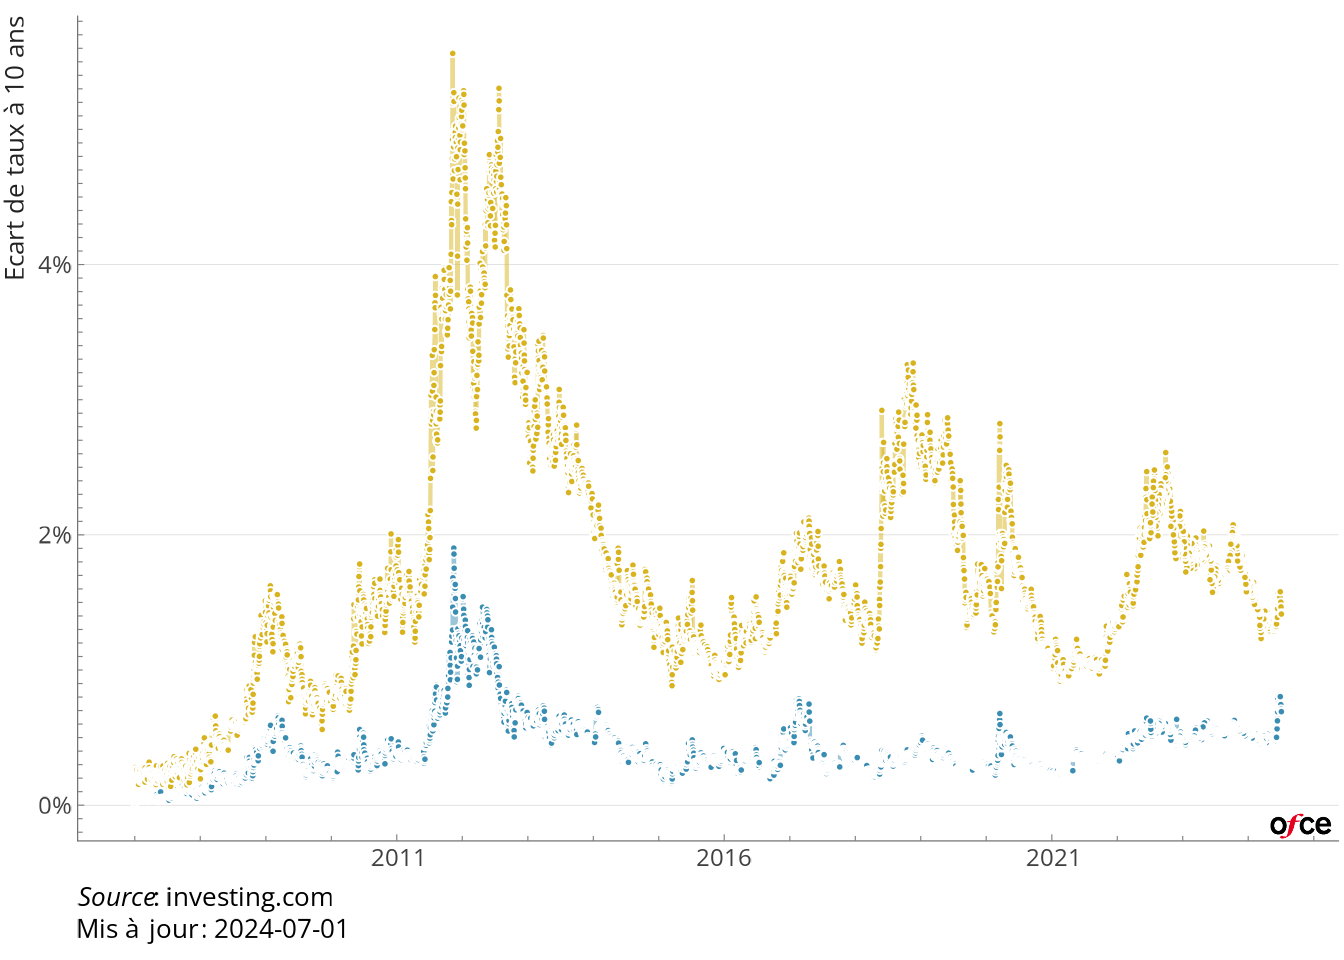 Ecart de taux à 10 ans
4%
2%
0%
2011
2016
2021
ofce
Source: investing.com
Mis à jour: 2024-07-01